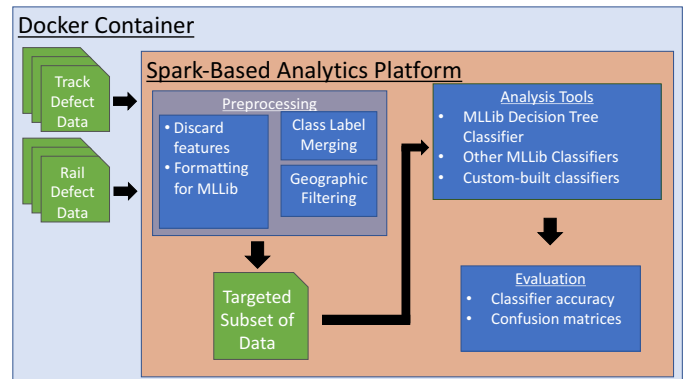 Docker Container
Track
Defect
Data
Rail
Defect
Data
Spark-Based Analytics Platform
Preprocessing
• Discard
features
• Formatting
for MLLib
Class Label
Merging
Geographic
Filtering
Targeted
Subset of
Data
Analysis Tools
• MLLib Decision Tree
Classifier
• Other MLLib Classifiers
• Custom-built classifiers
Evaluation
• Classifier accuracy
• Confusion matrices